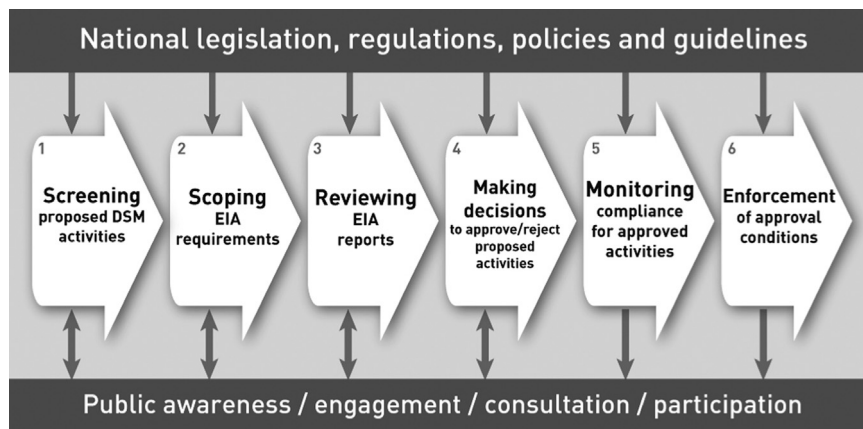 National legislation, regulations, policies and guidelines
1
Screening
proposed DSM
activities
2
Scoping
EIA
requirements
3
Reviewing
EIA
reports
4
Making
decisions
to approve/reject
proposed
activities
5
Monitoring
compliance
for approved
activities
6
Enforcement
of approval
conditions
Public awareness / engagement / consultation / participation